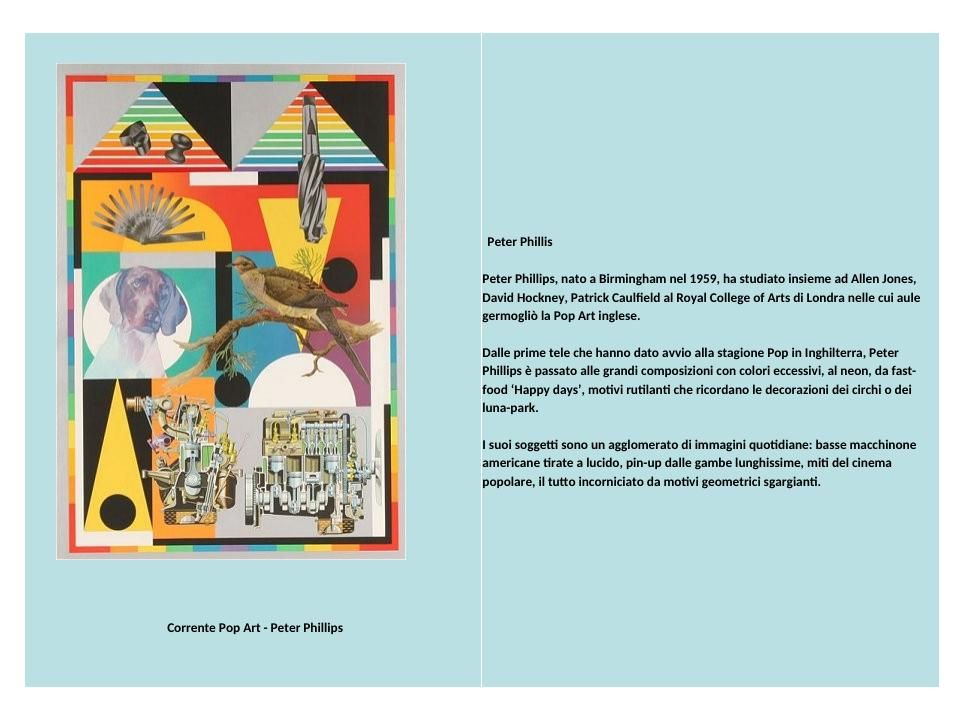 Peter Phillis
Peter Phillips, nato a Birmingham nel 1959, ha studiato insieme ad Allen Jones,
David Hockney, Patrick Caulfield al Royal College of Arts di Londra nelle cui aule
germogliò la Pop Art inglese.
Dalle prime tele che hanno dato avvio alla stagione Pop in Inghilterra, Peter
Phillips è passato alle grandi composizioni con colori eccessivi, al neon, da fast-
food ‘Happy days’, motivi rutilanti che ricordano le decorazioni dei circhi o dei
luna-park.
I suoi soggetti sono un agglomerato di immagini quotidiane: basse macchinone
americane tirate a lucido, pin-up dalle gambe lunghissime, miti del cinema
popolare, il tutto incorniciato da motivi geometrici sgargianti.
Corrente Pop Art - Peter Phillips